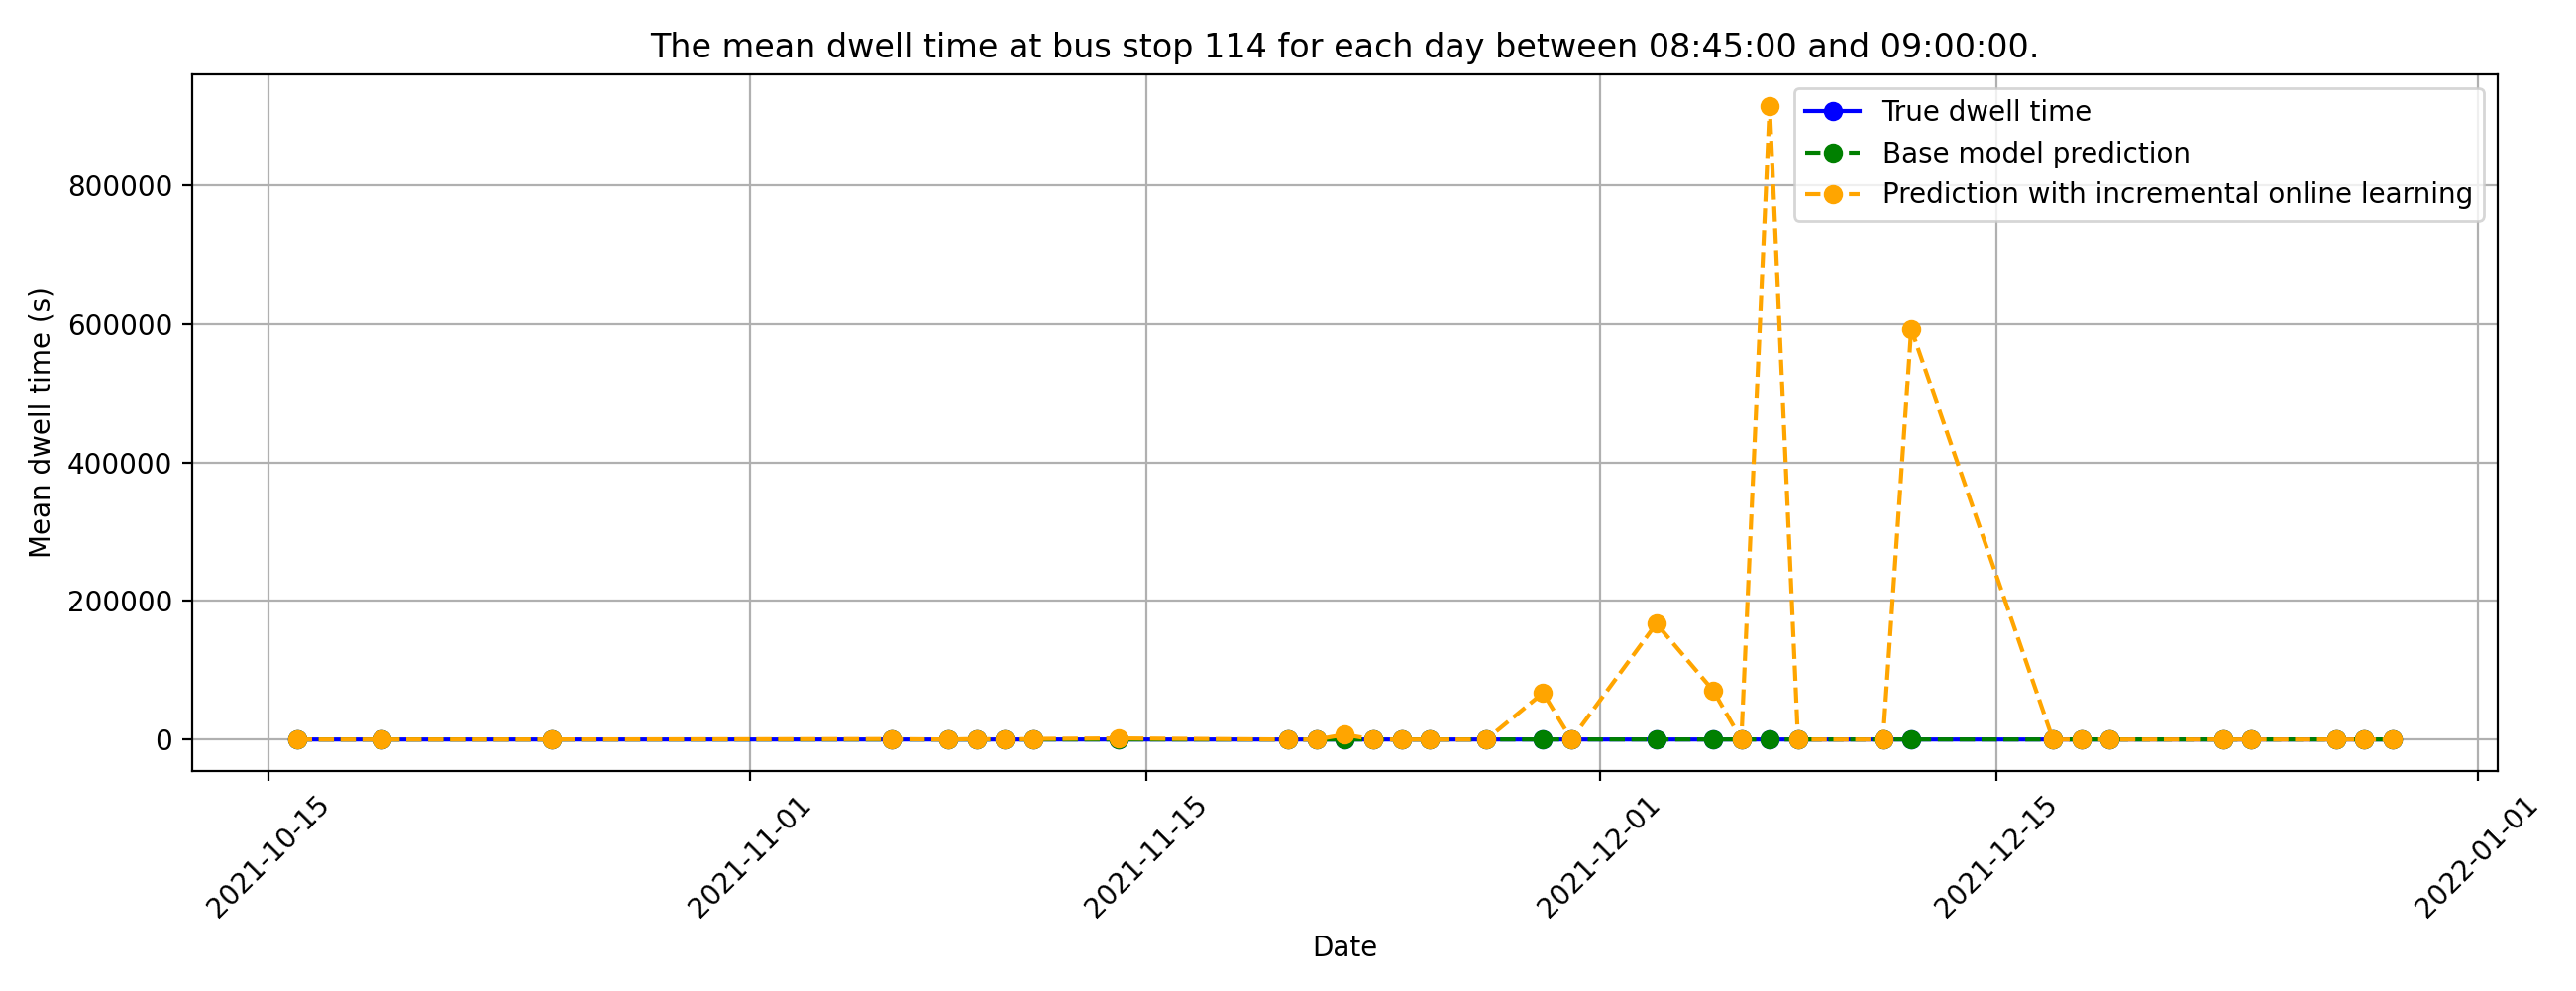 The mean dwell time at bus stop 114 for each day between 08:45:00 and 09:00:00.
True dwell time
Base model prediction
Prediction with incremental online learning
Mean dwell time (s)
800000
600000
400000
200000
0
2021-10-15
2021-11-01
2021-11-15
2021-12-01
2021-12-15
2022-01-01
Date